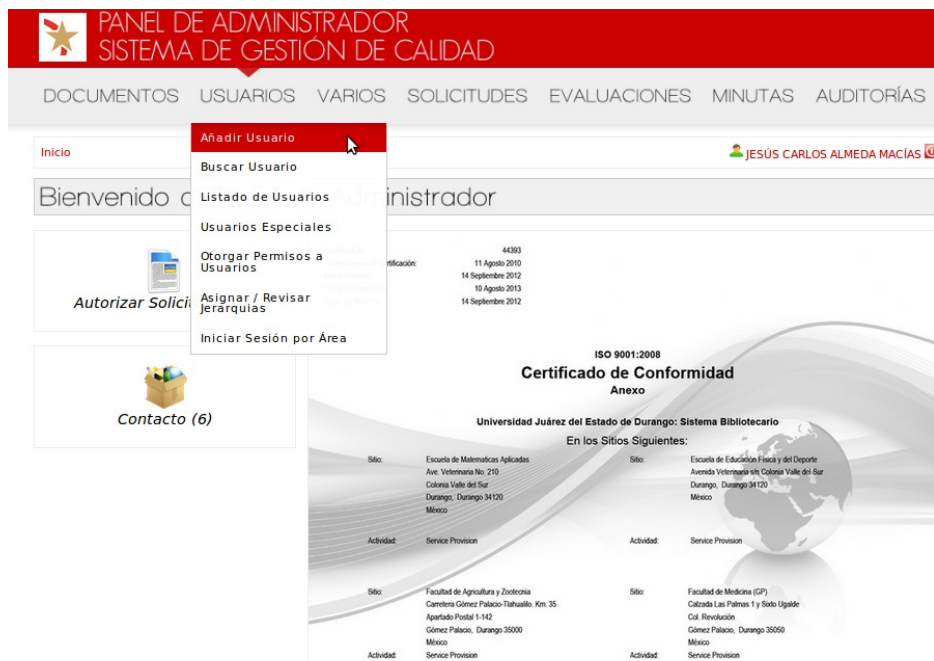 PANEL DE ADMINISTRADOR
SISTEMA DE GESTIÓN DE CALIDAD
DOCUMENTOS USUARIOS VARIOS SOLICITUDES EVALUACIONES MINUTAS AUDITORÍAS
Inicio
JESÚS CARLOS ALMEDA MACÍAS
Añadir Usuario
Buscar Usuario
Listado de Usuarios
Usuarios Especiales
Otorgar Permisos a
Usuarios
Asignar / Revisar
Jerarquias
Iniciar Sesión por Área
Bienvenido Administrador
Autorizar
Contacto (6)
44393
11 Agosto 2010
14 Septiembre 2012
10 Agosto 2013
14 Septiembre 2012
ISO 9001:2008
Certificado de Conformidad
Anexo
Universidad Juárez del Estado de Durango: Sistema Bibliotecario
En los Sitios Siguientes:
Sitio: Escuela de Matematicas Aplicadas
Ave. Veterinaria No. 210
Colonia Valle del Sur
Durango, Durango 34120
México
Actividad: Service Provision
Sitio: Escuela de Educación Fisica y del Deporte
Avenida Veterinaria s/n Colonia Valle del Sur
Durango, Durango 34120
México
Actividad: Service Provision
Sitio: Facultad de Agricultura y Zootecnia
Carretera Gómez Palacio-Tlahualilo. Km. 35
Apartado Postal 1-142
Gómez Palacio, Durango 35000
México
Actividad: Service Provision
Sitio: Facultad de Medicina (GP)
Calzada Las Palmas 1 y Sixto Ugalde
Col. Revolución
Gómez Palacio, Durango 35050
México
Actividad: Service Provision